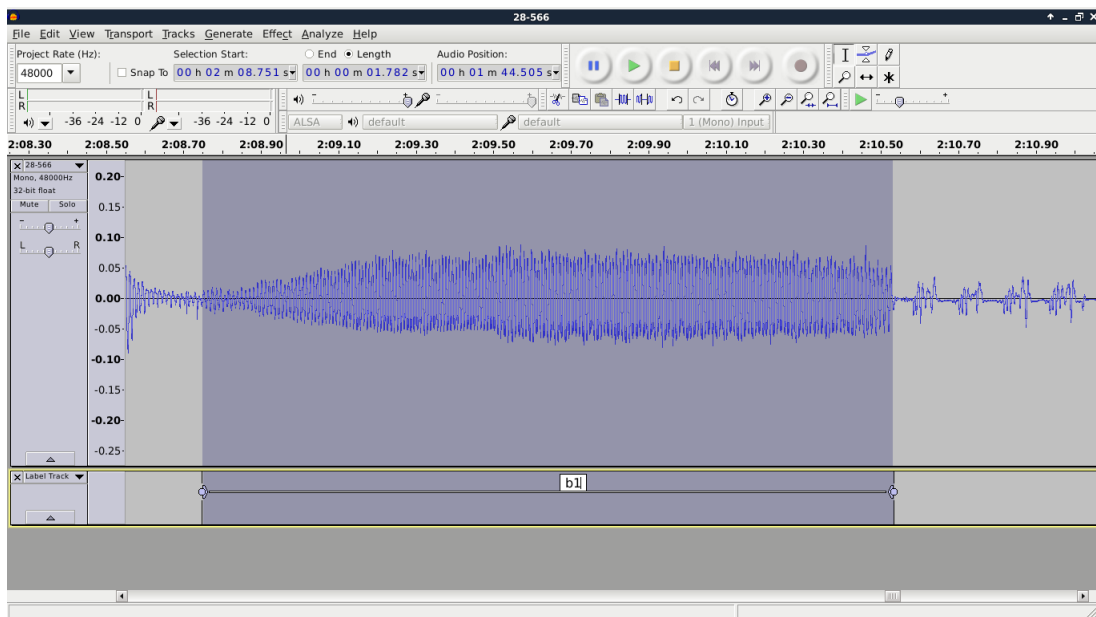 28-566
File Edit View Transport Tracks Generate Effect Analyze Help
Project Rate (Hz): Selection Start: End Length Audio Position:
48000 Snap To 00 h 02 m 08.751 s 00 h 00 m 01.782 s 00 h 01 m 44.505 s
L L
R R
-36 -24 -12 0 -36 -24 -12 0 ALSA default default 1 (Mono) Input
2:08.30 2:08.50 2:08.70 2:08.90 2:09.10 2:09.30 2:09.50 2:09.70 2:09.90 2:10.10 2:10.30 2:10.50 2:10.70 2:10.90
28-566
Mono, 48000Hz
32-bit float
Mute Solo
- +
L R
0.20
0.15
0.10
0.05
0.00
-0.05
-0.10
-0.15
-0.20
-0.25
Label Track
b1